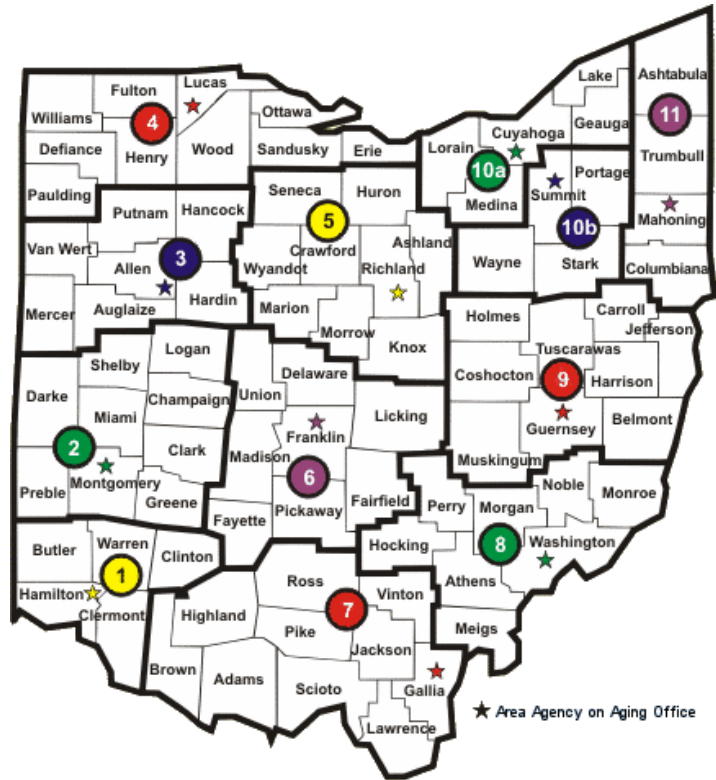 Lake
Ashtabula
Fulton
Lucas
Williams
4
Ottawa
Geauga
11
Defiance
Henry
Wood
Sandusky
Erie
Lorain
Cuyahoga
Trumbull
Paulding
10a
Medina
Summit
Portage
Mahoning
Putnam
Hancock
Seneca
Huron
5
10b
Van Wert
3
Allen
Wyandot
Crawford
Ashland
Richland
Wayne
Stark
Columbiana
Mercer
Auglaize
Hardin
Marion
Morrow
Knox
Holmes
Carroll
Jefferson
Tuscarawas
Shelby
Logan
Delaware
Coshocton
9
Harrison
Darke
Champaign
Union
Miami
Licking
Guernsey
Belmont
2
Clark
Franklin
Madison
Muskingum
Montgomery
6
Preble
Greene
Pickaway
Fairfield
Fayette
Perry
Morgan
Noble
Monroe
Butler
Warren
Clinton
Hocking
8
Washington
1
Hamilton
Clermont
Ross
Vinton
Athens
Highland
7
Pike
Meigs
Jackson
Brown
Adams
Scioto
Gallia
Lawrence
Area Agency on Aging Office